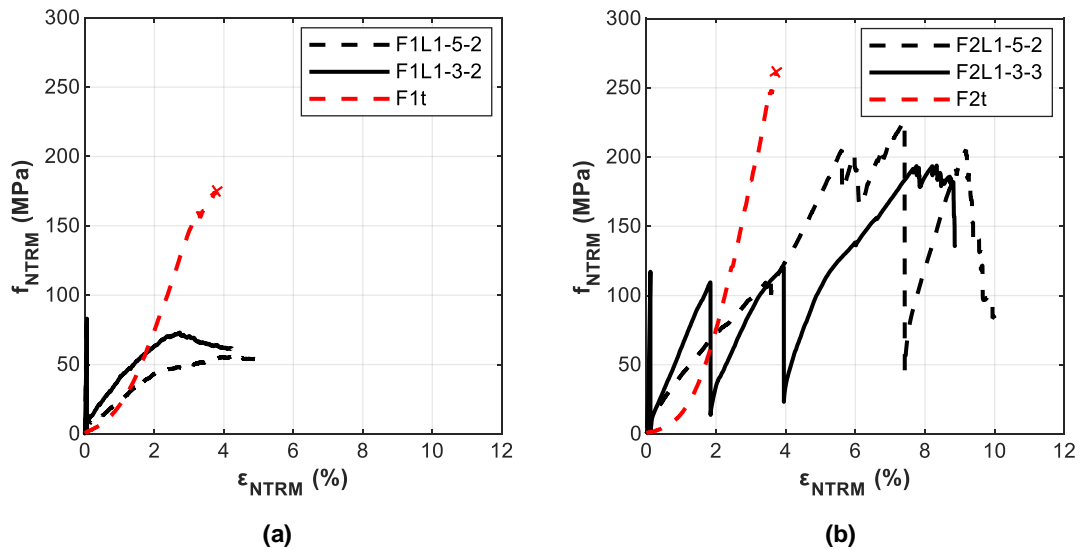 300
250
200
150
100
50
0
f_NTRM (MPa)
F1L1-5-2
F1L1-3-2
F1t
0 2 4 6 8 10 12
ε_NTRM (%)
(a)
300
250
200
150
100
50
0
f_NTRM (MPa)
F2L1-5-2
F2L1-3-3
F2t
0 2 4 6 8 10 12
ε_NTRM (%)
(b)